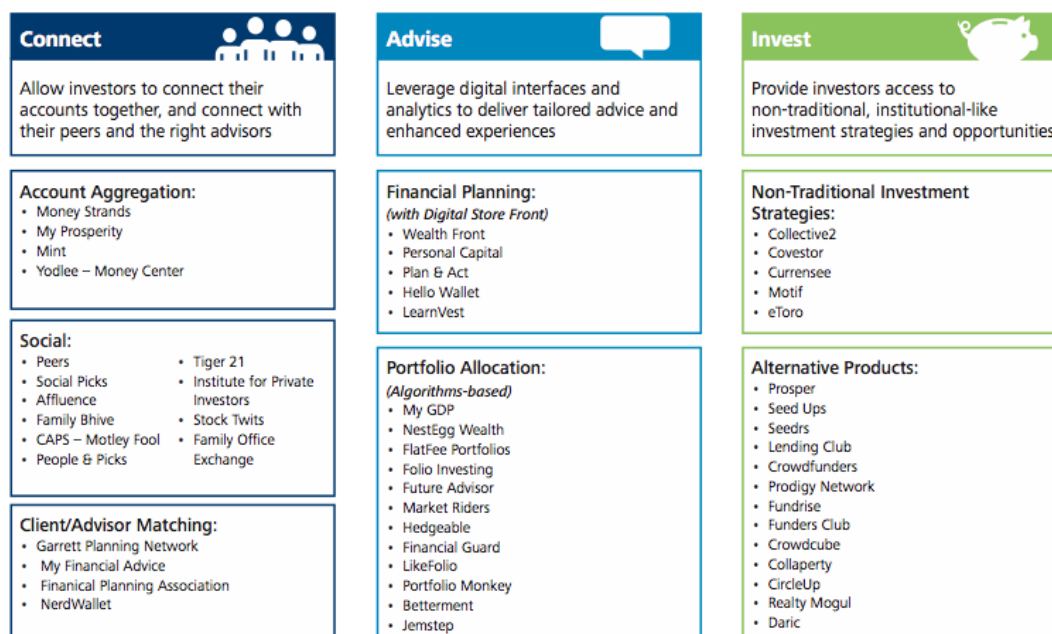 Connect
Allow investors to connect their
accounts together, and connect with
their peers and the right advisors
Account Aggregation:
• Money Strands
• My Prosperity
• Mint
• Yodlee – Money Center
Social:
• Peers
• Social Picks
• Affluence
• Family Bhive
• CAPS – Motley Fool
• People & Picks
• Tiger 21
• Institute for Private
Investors
• Stock Twits
• Family Office
Exchange
Client/Advisor Matching:
• Garrett Planning Network
• My Financial Advice
• Finanical Planning Association
• NerdWallet
Advise
Leverage digital interfaces and
analytics to deliver tailored advice and
enhanced experiences
Financial Planning:
(with Digital Store Front)
• Wealth Front
• Personal Capital
• Plan & Act
• Hello Wallet
• LearnVest
Portfolio Allocation:
(Algorithms-based)
• My GDP
• NestEgg Wealth
• FlatFee Portfolios
• Folio Investing
• Future Advisor
• Market Riders
• Hedgeable
• Financial Guard
• LikeFolio
• Portfolio Monkey
• Betterment
• Jemstep
Invest
Provide investors access to
non-traditional, institutional-like
investment strategies and opportunities
Non-Traditional Investment
Strategies:
• Collective2
• Covestor
• Currensee
• Motif
• eToro
Alternative Products:
• Prosper
• Seed Ups
• Seedrs
• Lending Club
• Crowdfunders
• Prodigy Network
• Fundrise
• Funders Club
• Crowdcube
• Collaperty
• CircleUp
• Realty Mogul
• Daric